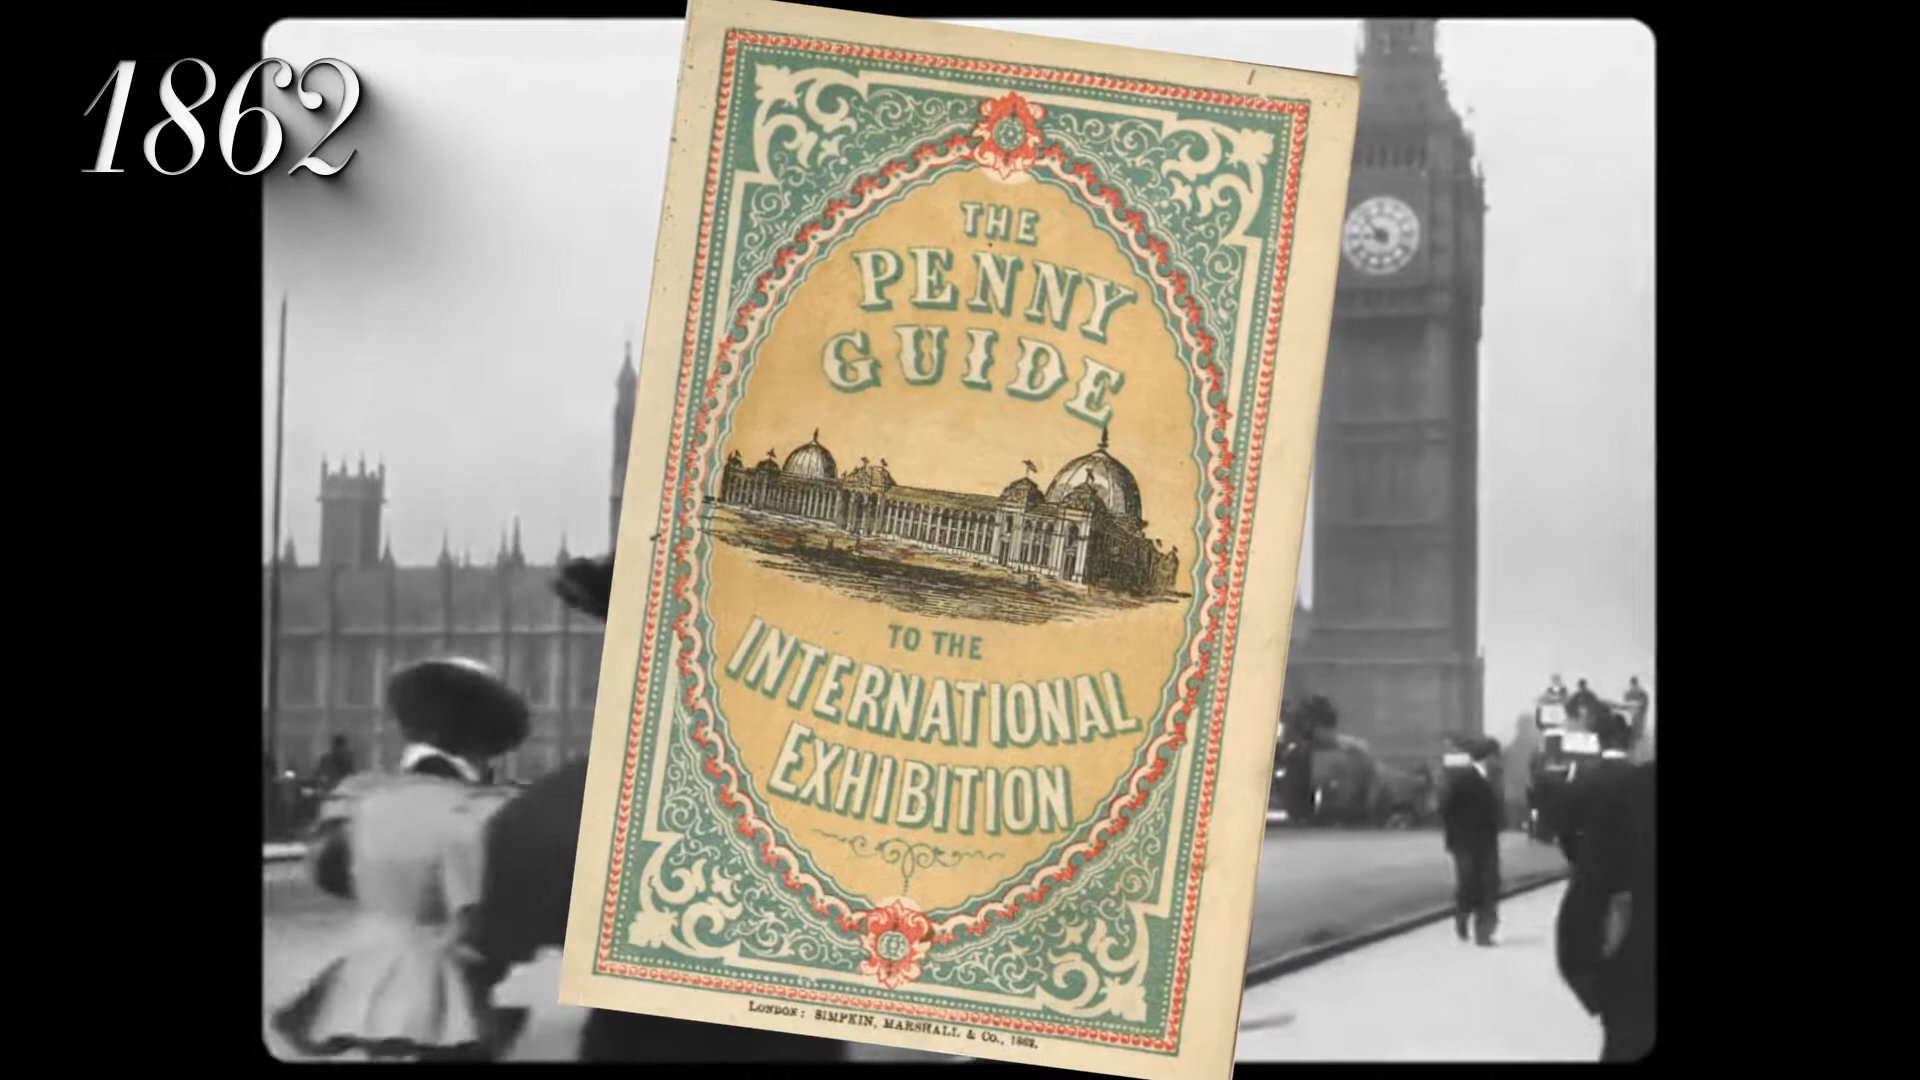 1862
THE
PENNY
GUIDE
TO THE
INTERNATIONAL
EXHIBITION
LONDON: SIMPKIN, MARSHALL & CO., 1862.